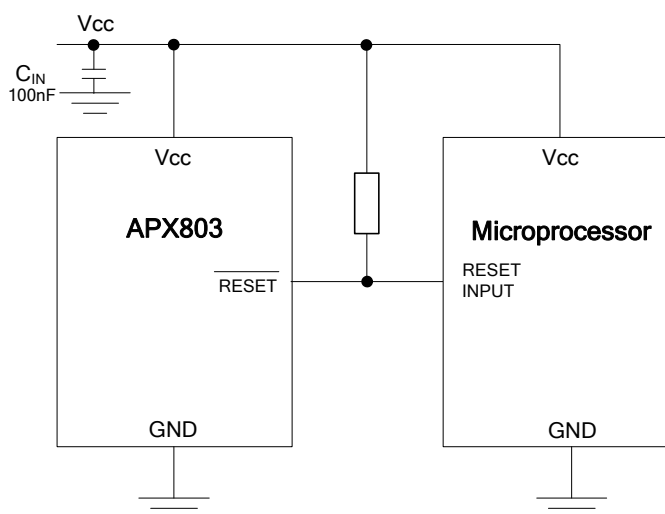 Vcc
CIN
100nF
Vcc
Vcc
APX803
Microprocessor
RESET
RESET
INPUT
GND
GND